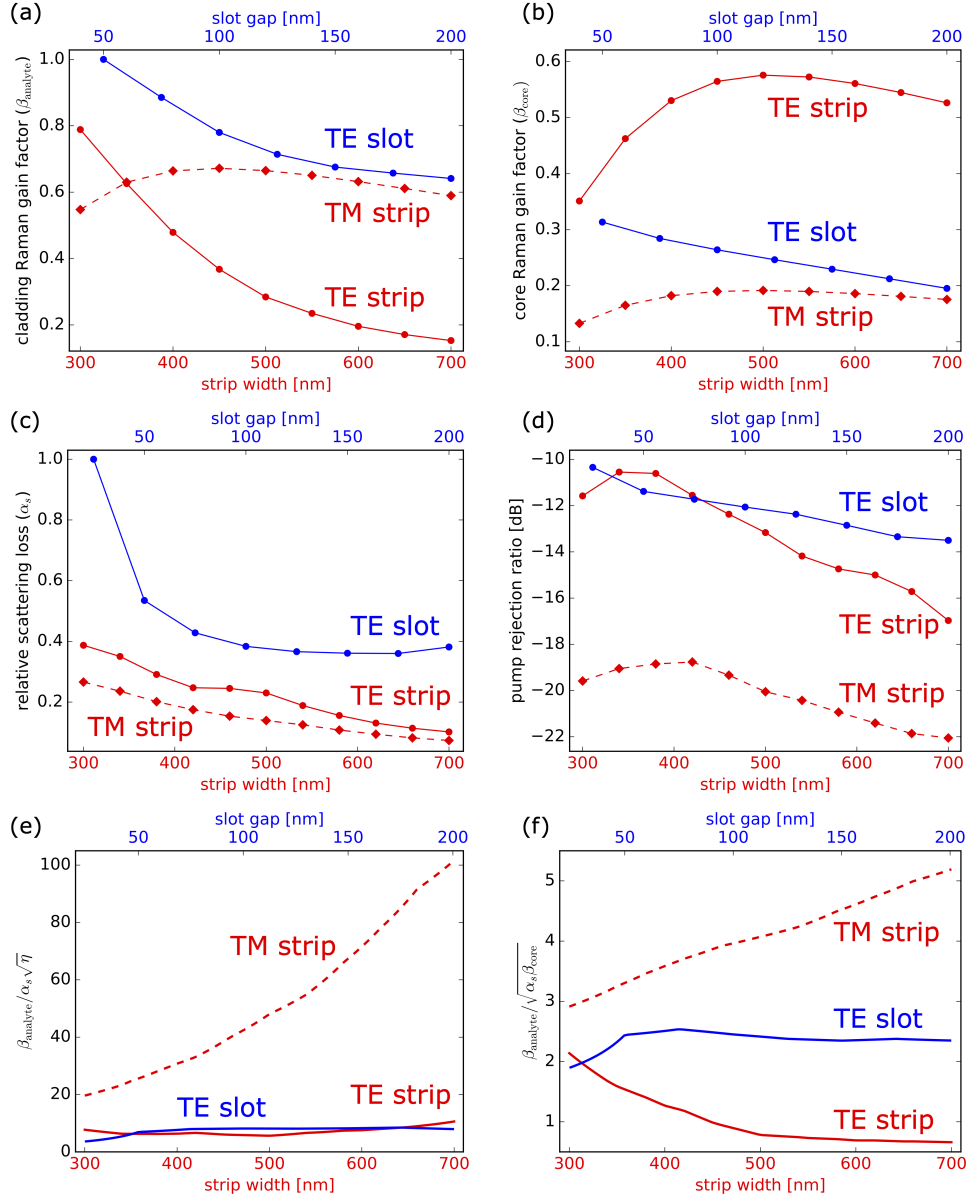 (a)
slot gap [nm]
50 100 150 200
cladding Raman gain factor (β_analyte)
1.0
0.8
0.6
0.4
0.2
TE slot
TM strip
TE strip
300 400 500 600 700
strip width [nm]
(b)
slot gap [nm]
50 100 150 200
core Raman gain factor (β_core)
0.6
0.5
0.4
0.3
0.2
0.1
TE strip
TE slot
TM strip
300 400 500 600 700
strip width [nm]
(c)
slot gap [nm]
50 100 150 200
relative scattering loss (α_s)
1.0
0.8
0.6
0.4
0.2
TE slot
TE strip
TM strip
300 400 500 600 700
strip width [nm]
(d)
slot gap [nm]
50 100 150 200
pump rejection ratio [dB]
−10
−12
−14
−16
−18
−20
−22
TE slot
TE strip
TM strip
300 400 500 600 700
strip width [nm]
(e)
slot gap [nm]
50 100 150 200
β_analyte/α_s√η
100
80
60
40
20
0
TM strip
TE strip
TE slot
300 400 500 600 700
strip width [nm]
(f)
slot gap [nm]
50 100 150 200
β_analyte/√(α_sβ_core)
5
4
3
2
1
TM strip
TE slot
TE strip
300 400 500 600 700
strip width [nm]